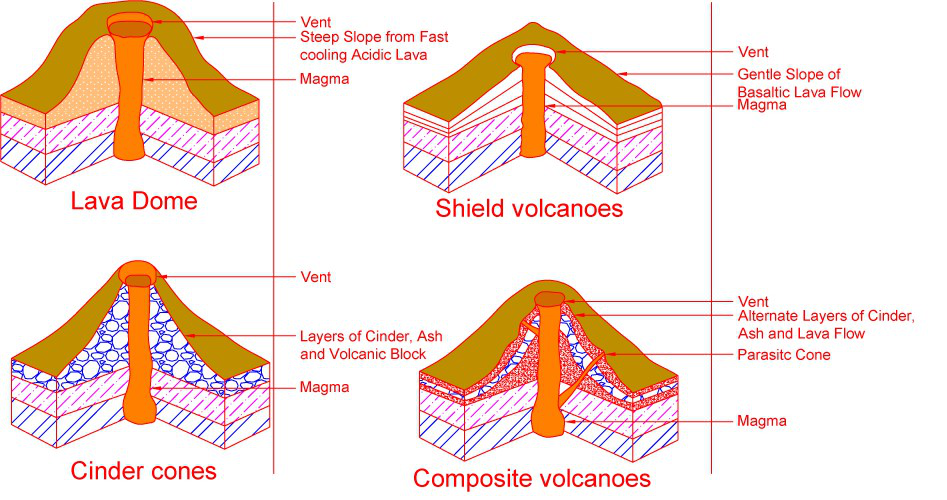 Vent
Steep Slope from Fast
cooling Acidic Lava
Magma
Lava Dome
Vent
Gentle Slope of
Basaltic Lava Flow
Magma
Shield volcanoes
Vent
Layers of Cinder, Ash
and Volcanic Block
Magma
Cinder cones
Vent
Alternate Layers of Cinder,
Ash and Lava Flow
Parasitc Cone
Magma
Composite volcanoes